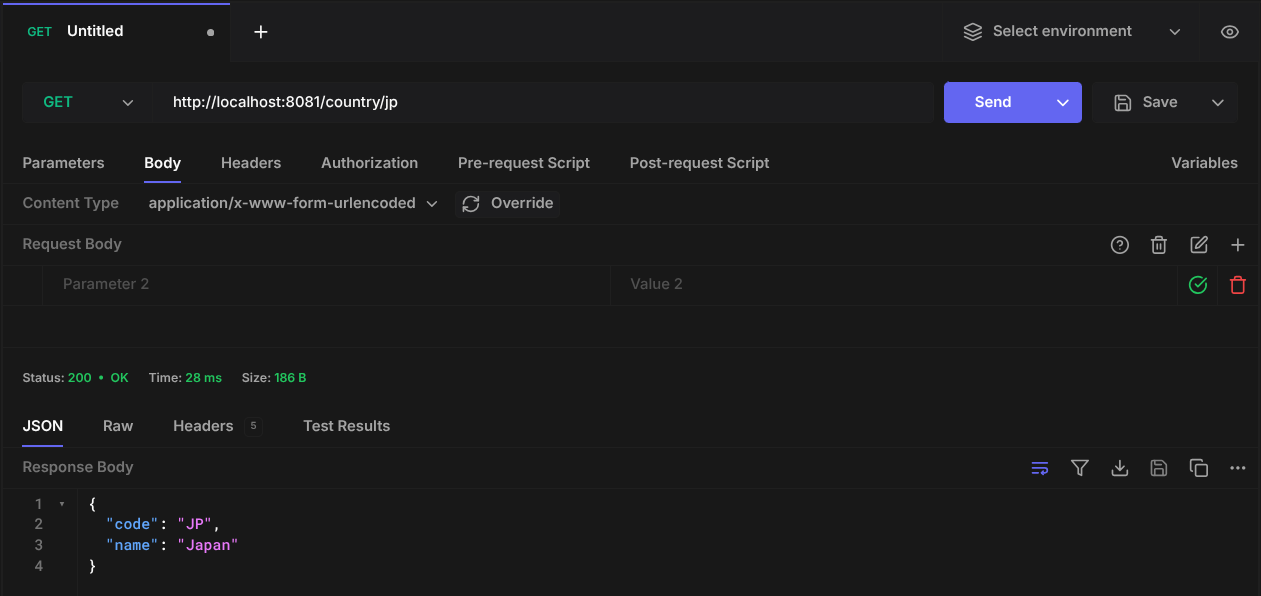 GET Untitled
Select environment
GET http://localhost:8081/country/jp Send Save
Parameters Body Headers Authorization Pre-request Script Post-request Script Variables
Content Type application/x-www-form-urlencoded Override
Request Body
Parameter 2 Value 2
Status: 200 • OK Time: 28 ms Size: 186 B
JSON Raw Headers 5 Test Results
Response Body
1 {
2 "code": "JP",
3 "name": "Japan"
4 }